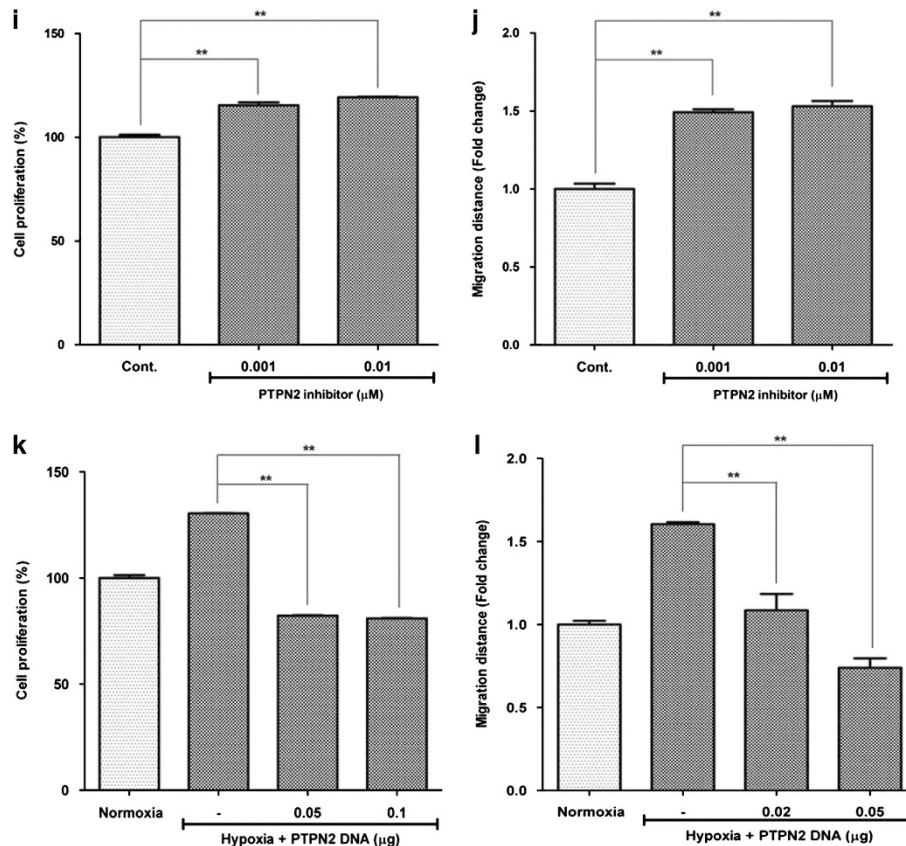 i
**
**
150
100
50
0
Cell proliferation (%)
Cont.
0.001
0.01
PTPN2 inhibitor (μM)
j
**
**
2.0
1.5
1.0
0.5
0.0
Migration distance (Fold change)
Cont.
0.001
0.01
PTPN2 inhibitor (μM)
k
**
**
150
100
50
0
Cell proliferation (%)
Normoxia
-
0.05
0.1
Hypoxia + PTPN2 DNA (μg)
l
**
**
2.0
1.5
1.0
0.5
0.0
Migration distance (Fold change)
Normoxia
-
0.02
0.05
Hypoxia + PTPN2 DNA (μg)